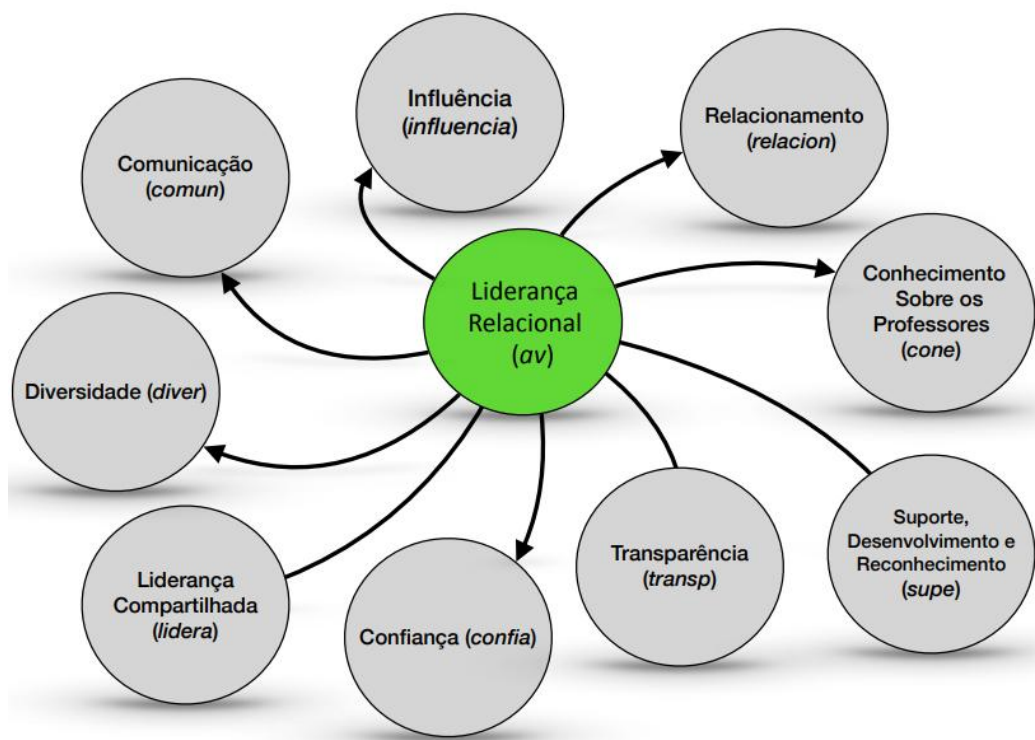 Influência
(influencia)
Relacionamento
(relacion)
Comunicação
(comun)
Liderança
Relacional
(av)
Conhecimento
Sobre os
Professores
(cone)
Diversidade (diver)
Suporte,
Desenvolvimento e
Reconhecimento
(supe)
Transparência
(transp)
Liderança
Compartilhada
(lidera)
Confiança (confia)